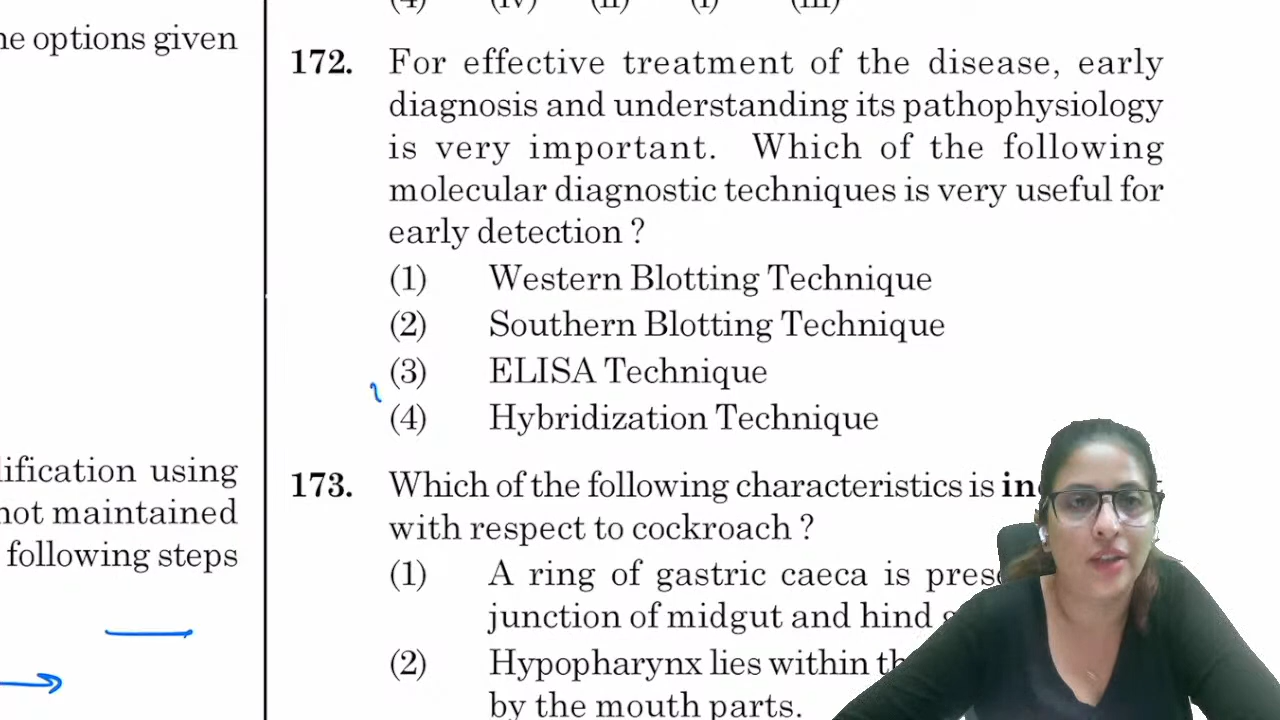 ne options given
172. For effective treatment of the disease, early
diagnosis and understanding its pathophysiology
is very important. Which of the following
molecular diagnostic techniques is very useful for
early detection ?
(1) Western Blotting Technique
(2) Southern Blotting Technique
(3) ELISA Technique
(4) Hybridization Technique
lification using
not maintained
following steps
173. Which of the following characteristics is
with respect to cockroach ?
(1) A ring of gastric caeca is
junction of midgut and hind
(2) Hypopharynx lies within
by the mouth parts.